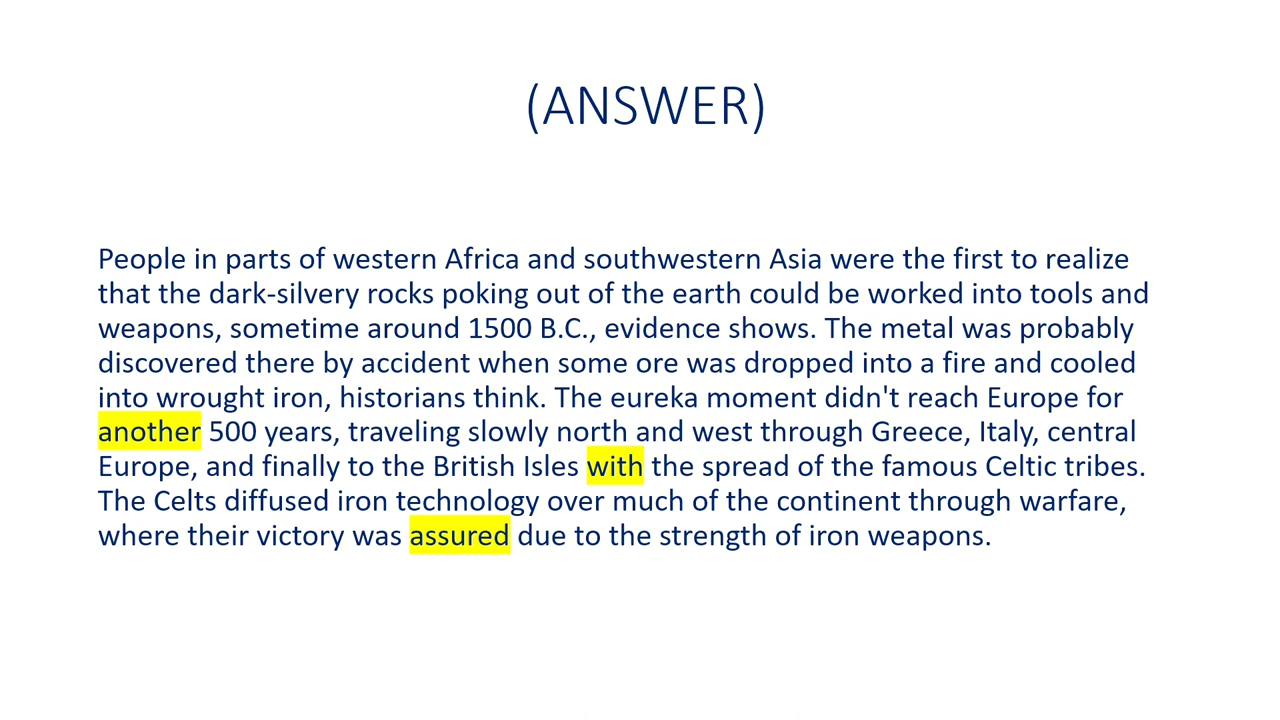 (ANSWER)
People in parts of western Africa and southwestern Asia were the first to realize
that the dark-silvery rocks poking out of the earth could be worked into tools and
weapons, sometime around 1500 B.C., evidence shows. The metal was probably
discovered there by accident when some ore was dropped into a fire and cooled
into wrought iron, historians think. The eureka moment didn't reach Europe for
another 500 years, traveling slowly north and west through Greece, Italy, central
Europe, and finally to the British Isles with the spread of the famous Celtic tribes.
The Celts diffused iron technology over much of the continent through warfare,
where their victory was assured due to the strength of iron weapons.